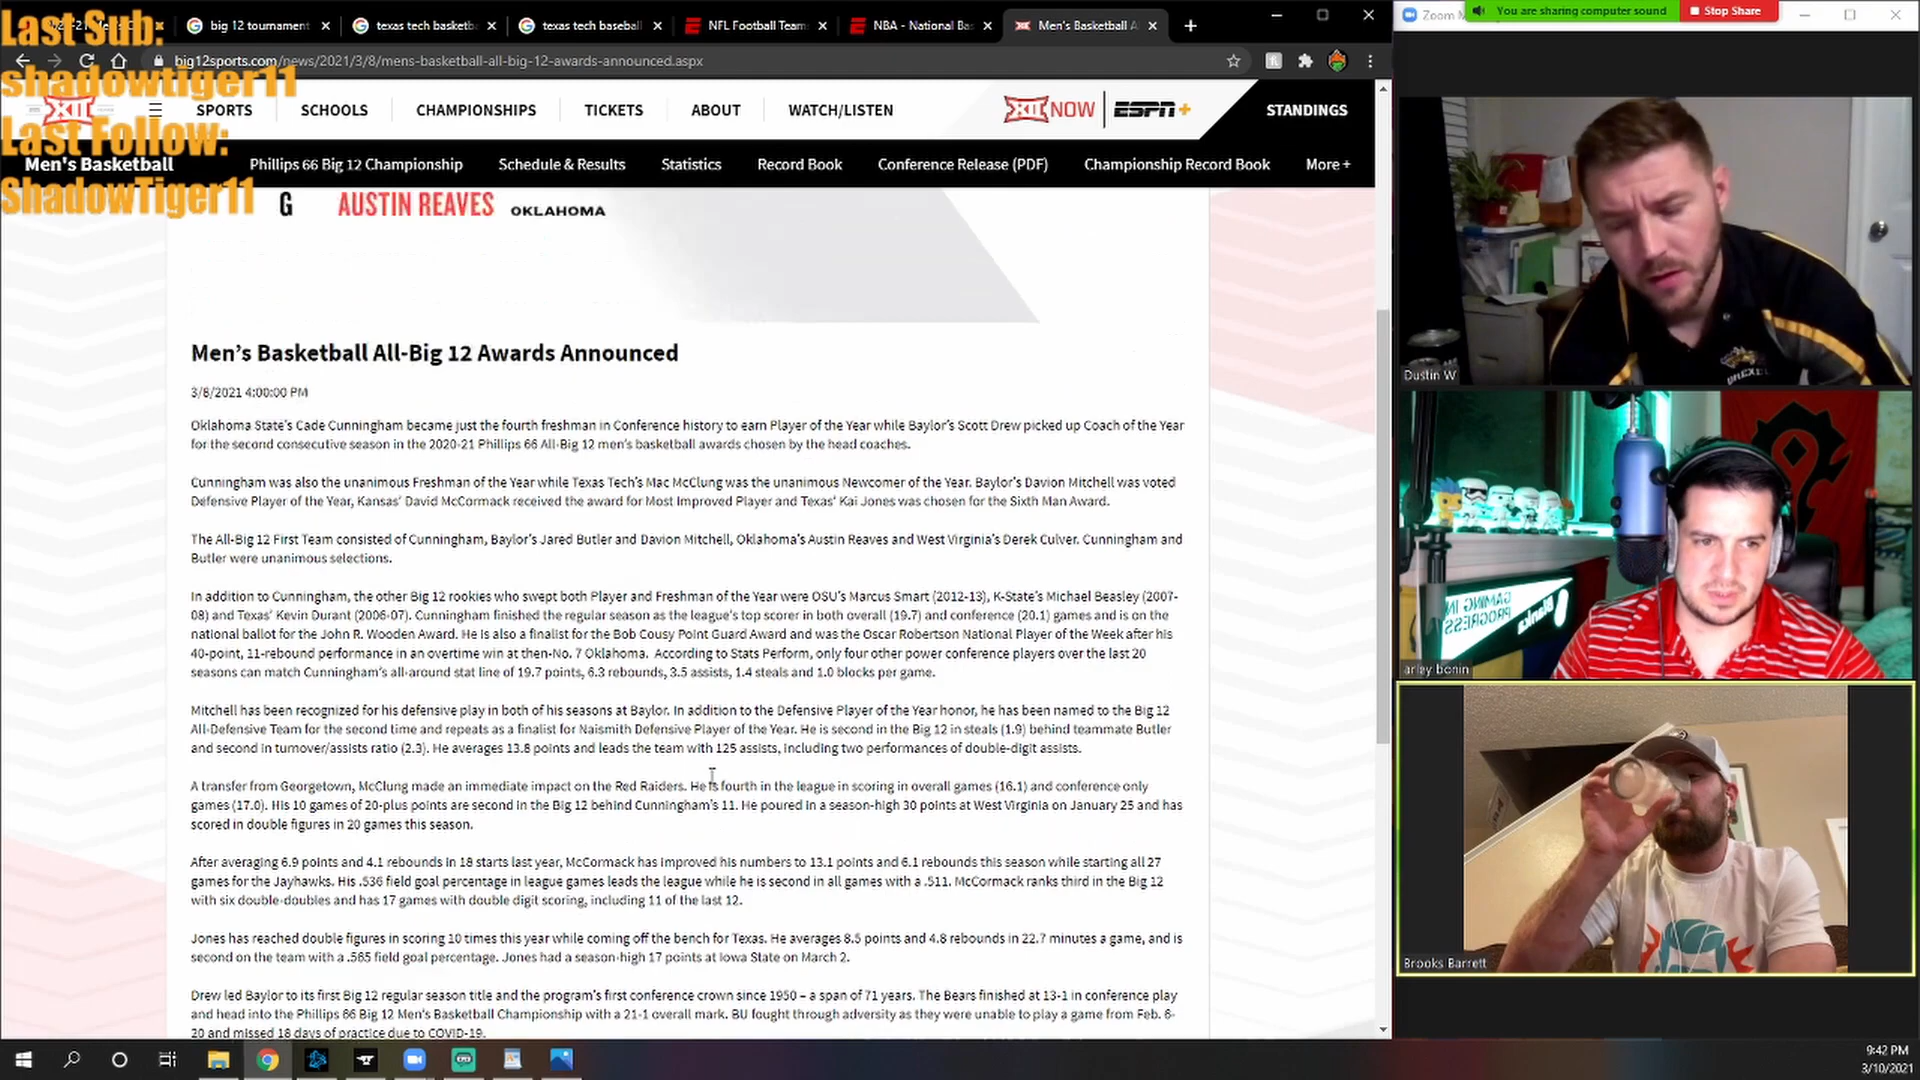 Last Sub:
shadowtiger11
Last Follow:
ShadowTiger11
big 12 tournament
texas tech basketb
texas tech baseball
NFL Football Team
NBA - National Bas
Men's Basketball A
big12sports.com/news/2021/3/8/mens-basketball-all-big-12-awards-announced.aspx
Zoom M
You are sharing computer sound
Stop Share
SPORTS
SCHOOLS
CHAMPIONSHIPS
TICKETS
ABOUT
WATCH/LISTEN
XII NOW
ESPN+
STANDINGS
Men's Basketball
Phillips 66 Big 12 Championship
Schedule & Results
Statistics
Record Book
Conference Release (PDF)
Championship Record Book
More +
G AUSTIN REAVES OKLAHOMA
Men's Basketball All-Big 12 Awards Announced
3/8/2021 4:00:00 PM
Oklahoma State's Cade Cunningham became just the fourth freshman in Conference history to earn Player of the Year while Baylor's Scott Drew picked up Coach of the Year
for the second consecutive season in the 2020-21 Phillips 66 All-Big 12 men's basketball awards chosen by the head coaches.
Cunningham was also the unanimous Freshman of the Year while Texas Tech's Mac McClung was the unanimous Newcomer of the Year. Baylor's Davion Mitchell was voted
Defensive Player of the Year, Kansas' David McCormack received the award for Most Improved Player and Texas' Kai Jones was chosen for the Sixth Man Award.
The All-Big 12 First Team consisted of Cunningham, Baylor's Jared Butler and Davion Mitchell, Oklahoma's Austin Reaves and West Virginia's Derek Culver. Cunningham and
Butler were unanimous selections.
In addition to Cunningham, the other Big 12 rookies who swept both Player and Freshman of the Year were OSU's Marcus Smart (2012-13), K-State's Michael Beasley (2007-
08) and Texas' Kevin Durant (2006-07). Cunningham finished the regular season as the league's top scorer in both overall (19.7) and conference (20.1) games and is on the
national ballot for the John R. Wooden Award. He is also a finalist for the Bob Cousy Point Guard Award and was the Oscar Robertson National Player of the Week after his
40-point, 11-rebound performance in an overtime win at then-No. 7 Oklahoma. According to Stats Perform, only four other power conference players over the last 20
seasons can match Cunningham's all-around stat line of 19.7 points, 6.3 rebounds, 3.5 assists, 1.4 steals and 1.0 blocks per game.
Mitchell has been recognized for his defensive play in both of his seasons at Baylor. In addition to the Defensive Player of the Year honor, he has been named to the Big 12
All-Defensive Team for the second time and repeats as a finalist for Naismith Defensive Player of the Year. He is second in the Big 12 in steals (1.9) behind teammate Butler
and second in turnover/assists ratio (2.3). He averages 13.8 points and leads the team with 125 assists, including two performances of double-digit assists.
A transfer from Georgetown, McClung made an immediate impact on the Red Raiders. He is fourth in the league in scoring in overall games (16.1) and conference only
games (17.0). His 10 games of 20-plus points are second in the Big 12 behind Cunningham's 11. He poured in a season-high 30 points at West Virginia on January 25 and has
scored in double figures in 20 games this season.
After averaging 6.9 points and 4.1 rebounds in 18 starts last year, McCormack has improved his numbers to 13.1 points and 6.1 rebounds this season while starting all 27
games for the Jayhawks. His .536 field goal percentage in league games leads the league while he is second in all games with a .511. McCormack ranks third in the Big 12
with six double-doubles and has 17 games with double digit scoring, including 11 of the last 12.
Jones has reached double figures in scoring 10 times this year while coming off the bench for Texas. He averages 8.5 points and 4.8 rebounds in 22.7 minutes a game, and is
second on the team with a .565 field goal percentage. Jones had a season-high 17 points at Iowa State on March 2.
Drew led Baylor to its first Big 12 regular season title and the program's first conference crown since 1950 – a span of 71 years. The Bears finished at 13-1 in conference play
and head into the Phillips 66 Big 12 Men's Basketball Championship with a 21-1 overall mark. BU fought through adversity as they were unable to play a game from Feb. 6-
20 and missed 18 days of practice due to COVID-19.
Dustin W
GAMING IN
PROGRESS
arley bonin
Brooks Barrett
9:42 PM
3/10/2021